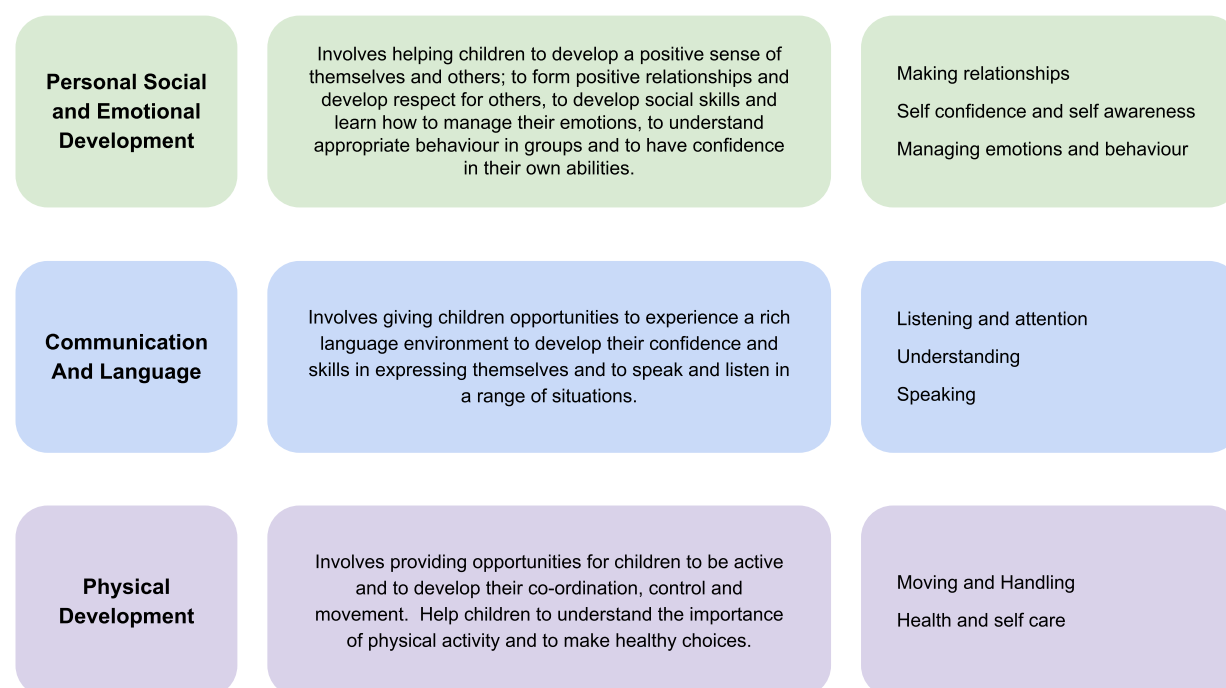 Personal Social
and Emotional
Development
Involves helping children to develop a positive sense of
themselves and others; to form positive relationships and
develop respect for others, to develop social skills and
learn how to manage their emotions, to understand
appropriate behaviour in groups and to have confidence
in their own abilities.
Making relationships
Self confidence and self awareness
Managing emotions and behaviour
Communication
And Language
Involves giving children opportunities to experience a rich
language environment to develop their confidence and
skills in expressing themselves and to speak and listen in
a range of situations.
Listening and attention
Understanding
Speaking
Physical
Development
Involves providing opportunities for children to be active
and to develop their co-ordination, control and
movement.  Help children to understand the importance
of physical activity and to make healthy choices.
Moving and Handling
Health and self care